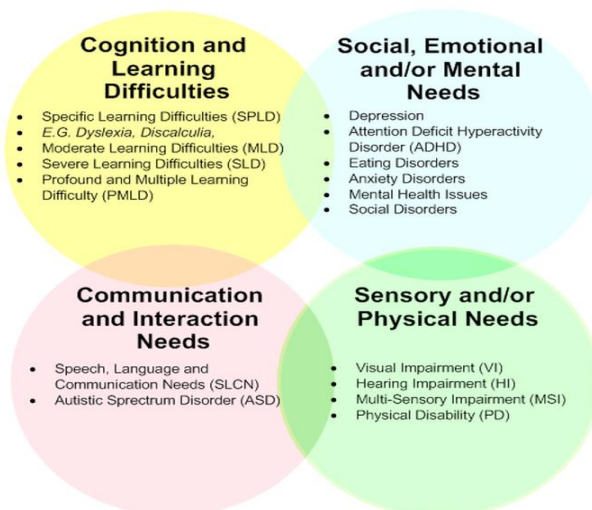 Cognition and
Learning
Difficulties
• Specific Learning Difficulties (SPLD)
• E.G. Dyslexia, Discalculia,
• Moderate Learning Difficulties (MLD)
• Severe Learning Difficulties (SLD)
• Profound and Multiple Learning
Difficulty (PMLD)
Social, Emotional
and/or Mental
Needs
• Depression
• Attention Deficit Hyperactivity
Disorder (ADHD)
• Eating Disorders
• Anxiety Disorders
• Mental Health Issues
• Social Disorders
Communication
and Interaction
Needs
• Speech, Language and
Communication Needs (SLCN)
• Autistic Spectrum Disorder (ASD)
Sensory and/or
Physical Needs
• Visual Impairment (VI)
• Hearing Impairment (HI)
• Multi-Sensory Impairment (MSI)
• Physical Disability (PD)